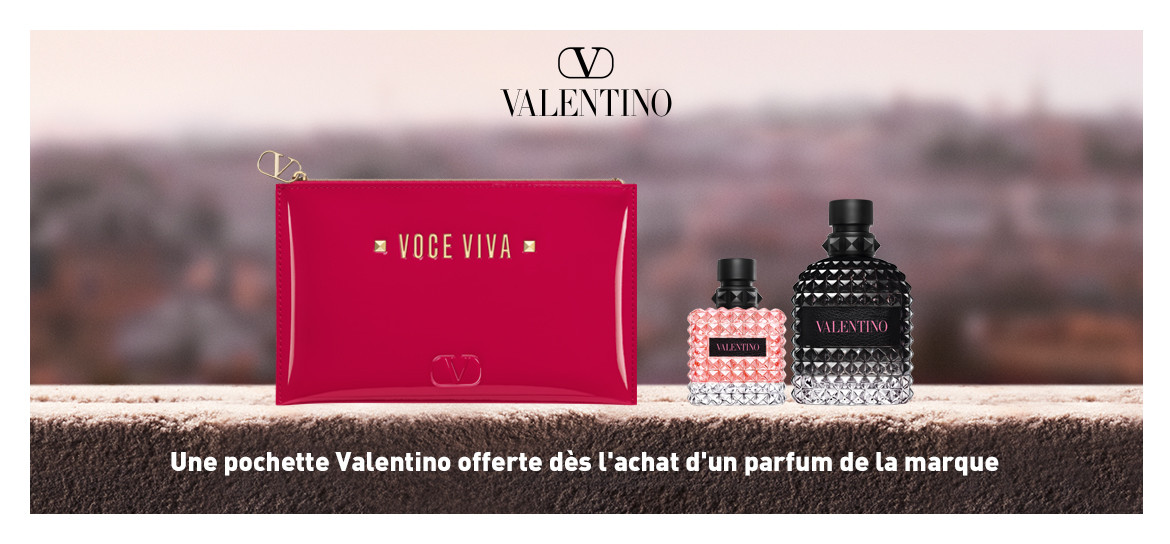 VALENTINO
VOCE VIVA
VALENTINO
VALENTINO
Une pochette Valentino offerte dès l'achat d'un parfum de la marque